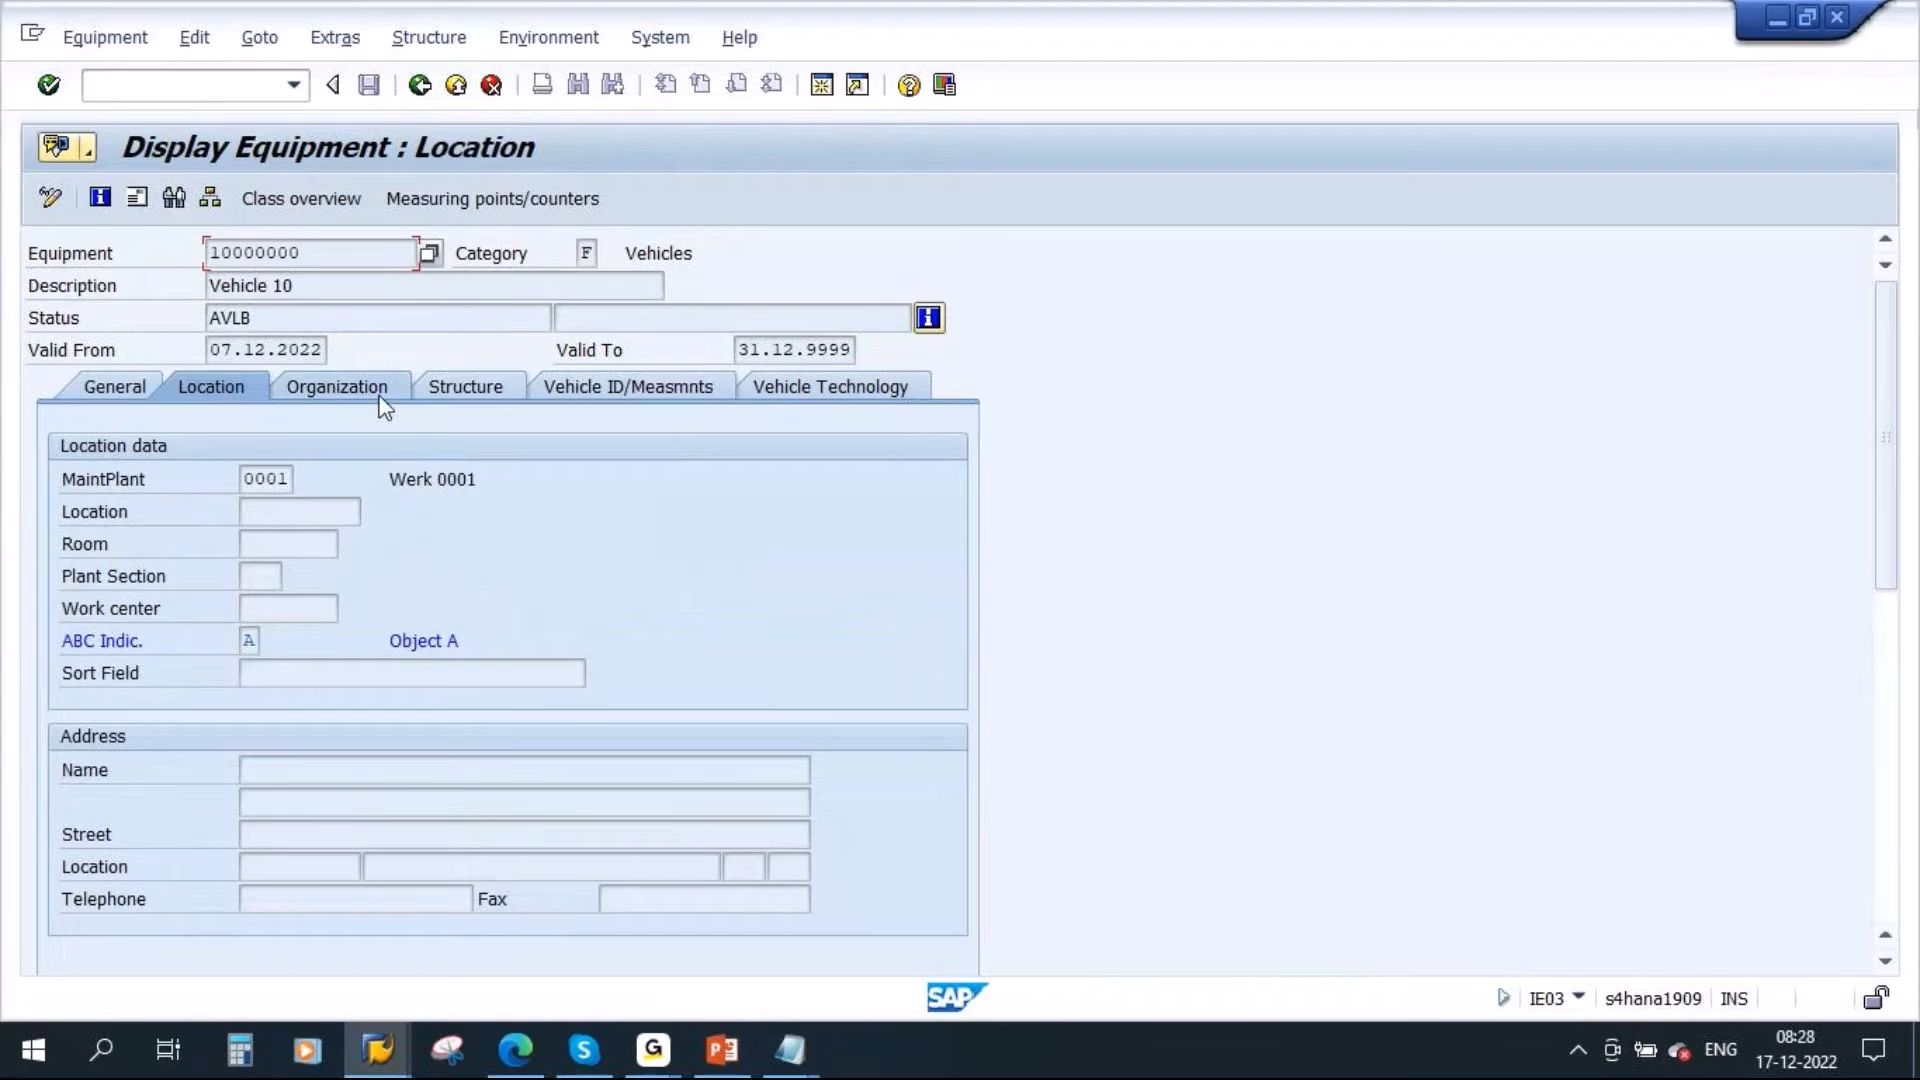 Equipment Edit Goto Extras Structure Environment System Help
Display Equipment : Location
Class overview Measuring points/counters
Equipment 10000000 Category F Vehicles
Description Vehicle 10
Status AVLB
Valid From 07.12.2022 Valid To 31.12.9999
General Location Organization Structure Vehicle ID/Measmnts Vehicle Technology
Location data
MaintPlant 0001 Werk 0001
Location
Room
Plant Section
Work center
ABC Indic. A Object A
Sort Field
Address
Name
Street
Location
Telephone Fax
SAP IE03 s4hana1909 INS
ENG 08:28
17-12-2022